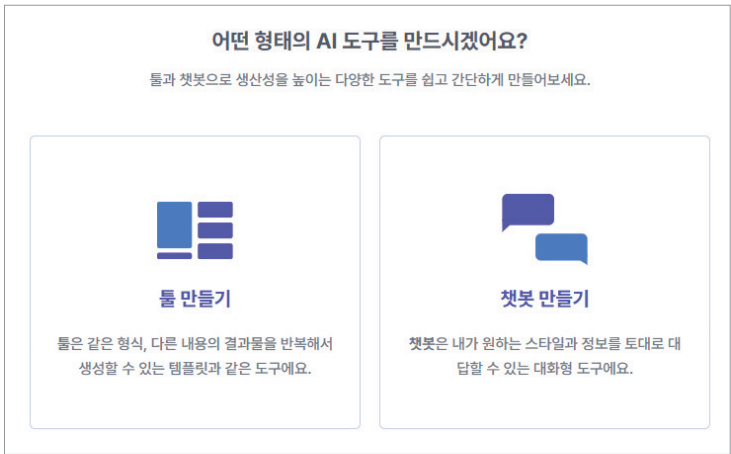 어떤 형태의 AI 도구를 만드시겠어요?
툴과 챗봇으로 생산성을 높이는 다양한 도구를 쉽고 간단하게 만들어보세요.
툴 만들기
툴은 같은 형식, 다른 내용의 결과물을 반복해서
생성할 수 있는 템플릿과 같은 도구에요.
챗봇 만들기
챗봇은 내가 원하는 스타일과 정보를 토대로 대
답할 수 있는 대화형 도구에요.